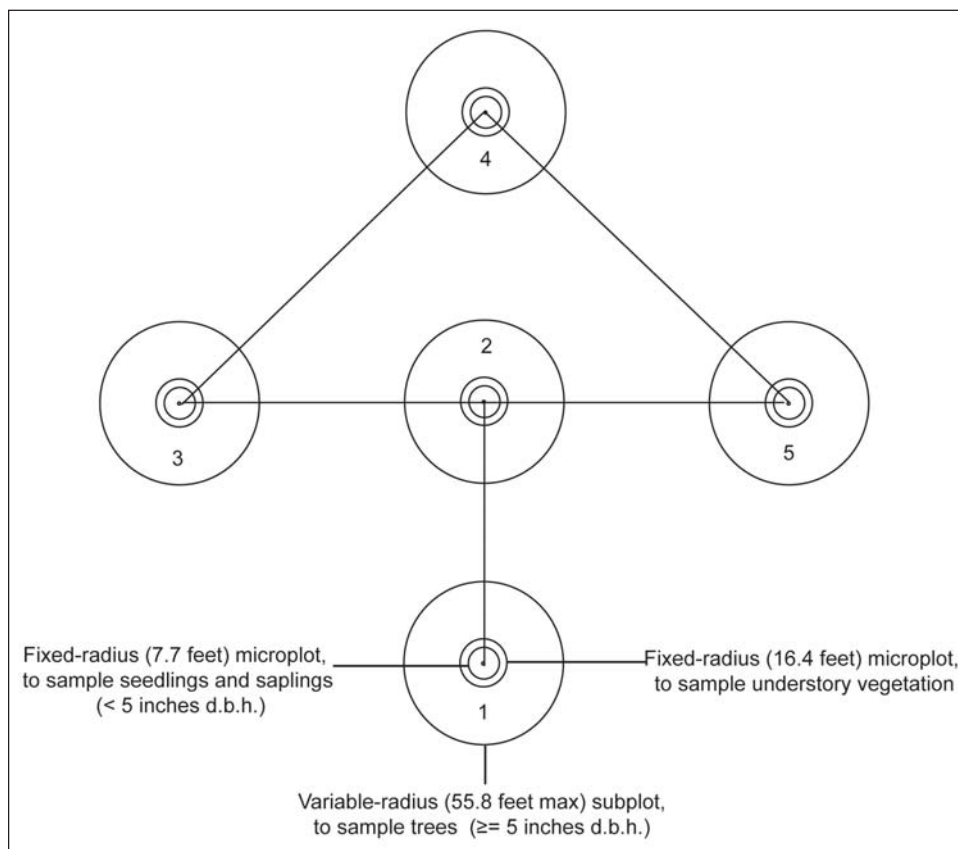 4
2
3
5
Fixed-radius (7.7 feet) microplot,
to sample seedlings and saplings
(< 5 inches d.b.h.)
Fixed-radius (16.4 feet) microplot,
to sample understory vegetation
1
Variable-radius (55.8 feet max) subplot,
to sample trees (≥= 5 inches d.b.h.)